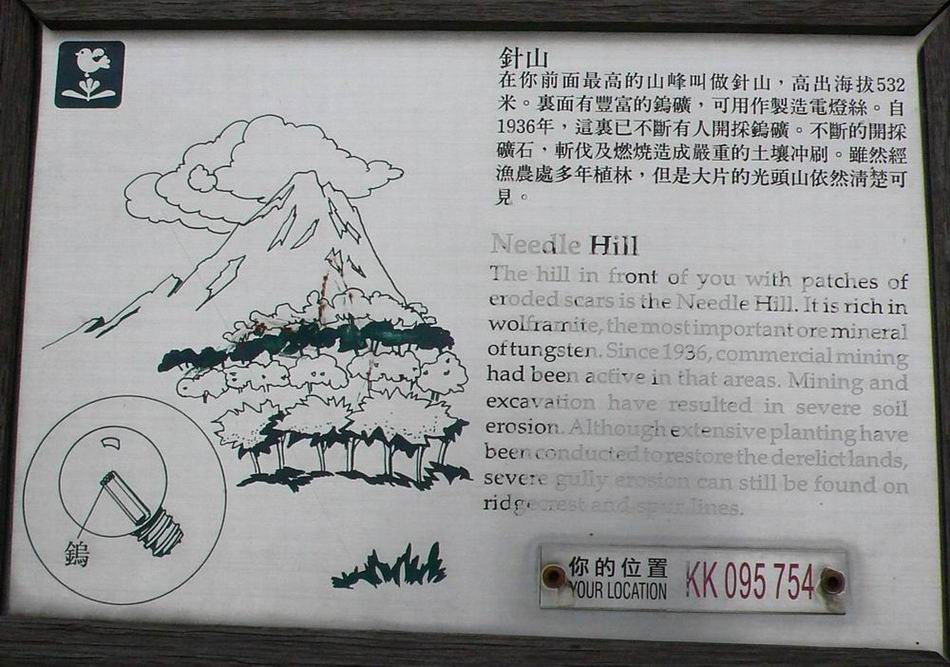 針山
在你前面最高的山峰叫做針山，高出海拔532
米。裏面有豐富的鎢礦，可用作製造電燈絲。自
1936年，這裏已不斷有人開採鎢礦。不斷的開採
礦石，斬伐及燃燒造成嚴重的土壤冲刷。雖然經
漁農處多年植林，但是大片的光頭山依然清楚可
見。
Needle Hill
The hill in front of you with patches of
eroded scars is the Needle Hill. It is rich in
wolframite, the most important ore mineral
of tungsten. Since 1936, commercial mining
had been active in that areas. Mining and
excavation have resulted in severe soil
erosion. Although extensive planting have
been conducted to restore the derelict lands,
severe gully erosion can still be found on
ridgecrest and spur lines.
鎢
你的位置
YOUR LOCATION
KK 095 754